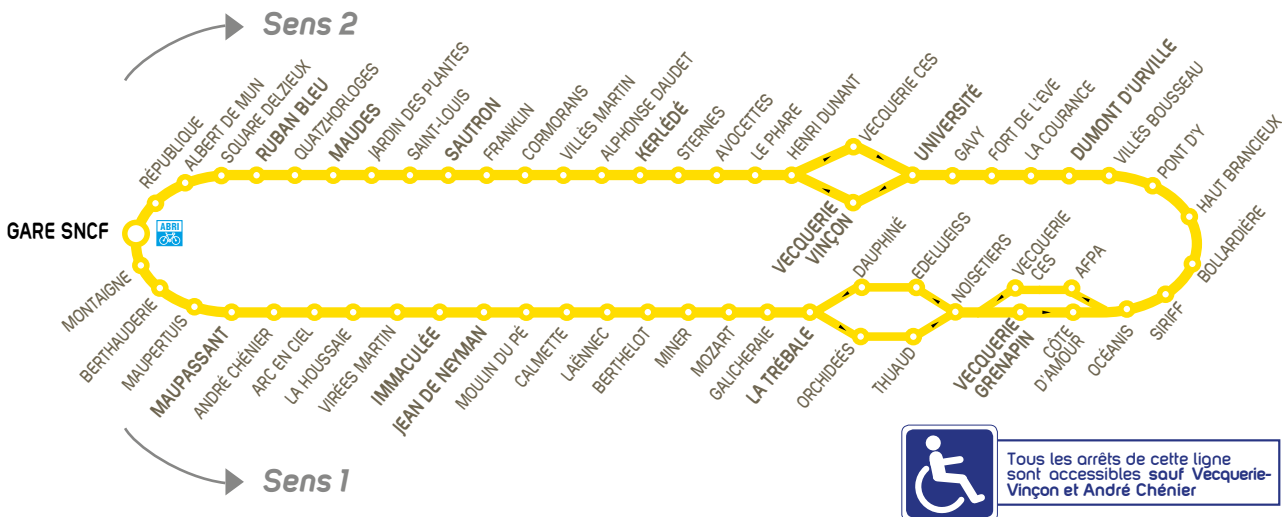 Sens 2
RÉPUBLIQUE
ALBERT DE MUN
SQUARE DELZIEUX
RUBAN BLEU
QUATZHORLOGES
MAUDES
JARDIN DES PLANTES
SAINT-LOUIS
SAUTRON
FRANKLIN
CORMORANS
VILLÈS MARTIN
ALPHONSE DAUDET
KERLÉDÉ
STERNES
AVOCETTES
LE PHARE
HENRI DUNANT
VECQUERIE CES
UNIVERSITÉ
GAVY
FORT DE L'EVE
LA COURANCE
DUMONT D'URVILLE
VILLÈS BOUSSEAU
PONT DY
HAUT BRANCIEUX
BOLLARDIÈRE
GARE SNCF
ABRI
VECQUERIE
VINÇON
DAUPHINÉ
EDELWEISS
NOISETIERS
VECQUERIE
CES
AFPA
MONTAIGNE
BERTHAUDERIE
MAUPERTUIS
MAUPASSANT
ANDRÉ CHÉNIER
ARC EN CIEL
LA HOUSSAIE
VIRÉES MARTIN
IMMACULÉE
JEAN DE NEYMAN
MOULIN DU PÉ
CALMETTE
LAËNNEC
BERTHELOT
MINER
MOZART
GALICHERAIE
LA TRÉBALE
ORCHIDEÉS
THUAUD
VECQUERIE
GRENAPIN
CÔTE
D'AMOUR
OCÉANIS
SIRIFF
Sens 1
Tous les arrêts de cette ligne
sont accessibles sauf Vecquerie-
Vinçon et André Chénier